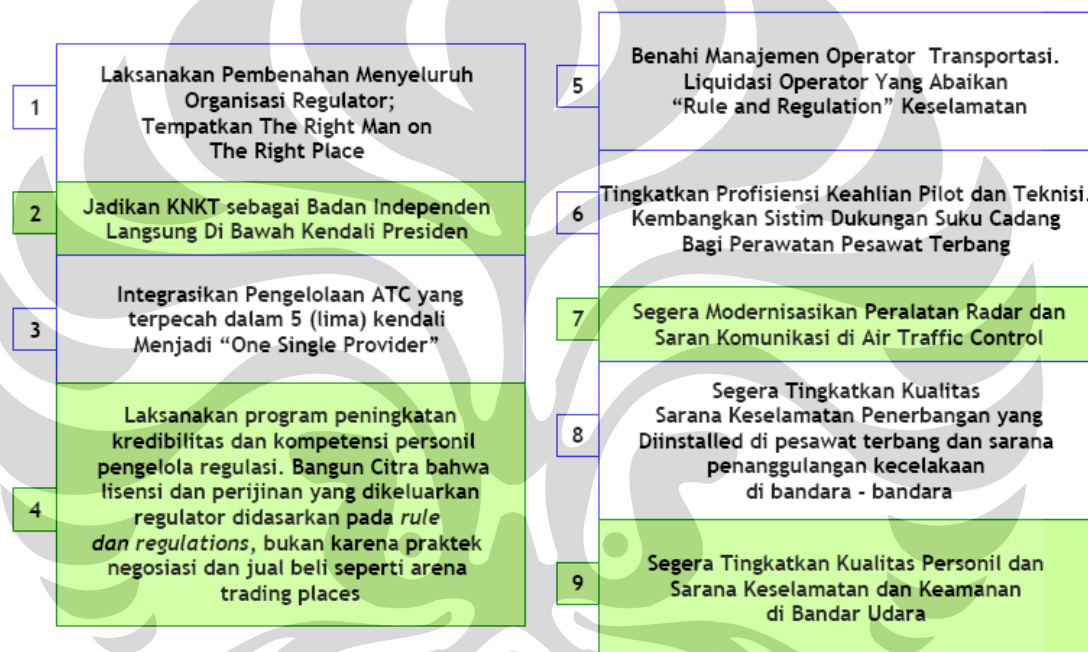 1
Laksanakan Pembenahan Menyeluruh
Organisasi Regulator;
Tempatkan The Right Man on
The Right Place
2
Jadikan KNKT sebagai Badan Independen
Langsung Di Bawah Kendali Presiden
3
Integrasikan Pengelolaan ATC yang
terpecah dalam 5 (lima) kendali
Menjadi “One Single Provider”
4
Laksanakan program peningkatan
kredibilitas dan kompetensi personil
pengelola regulasi. Bangun Citra bahwa
lisensi dan perijinan yang dikeluarkan
regulator didasarkan pada rule
dan regulations, bukan karena praktek
negosiasi dan jual beli seperti arena
trading places
5
Benahi Manajemen Operator Transportasi.
Liquidasi Operator Yang Abaikan
“Rule and Regulation” Keselamatan
6
Tingkatkan Profisiensi Keahlian Pilot dan Teknisi.
Kembangkan Sistim Dukungan Suku Cadang
Bagi Perawatan Pesawat Terbang
7
Segera Modernisasikan Peralatan Radar dan
Saran Komunikasi di Air Traffic Control
8
Segera Tingkatkan Kualitas
Sarana Keselamatan Penerbangan yang
Diinstalled di pesawat terbang dan sarana
penanggulangan kecelakaan
di bandara - bandara
9
Segera Tingkatkan Kualitas Personil dan
Sarana Keselamatan dan Keamanan
di Bandar Udara